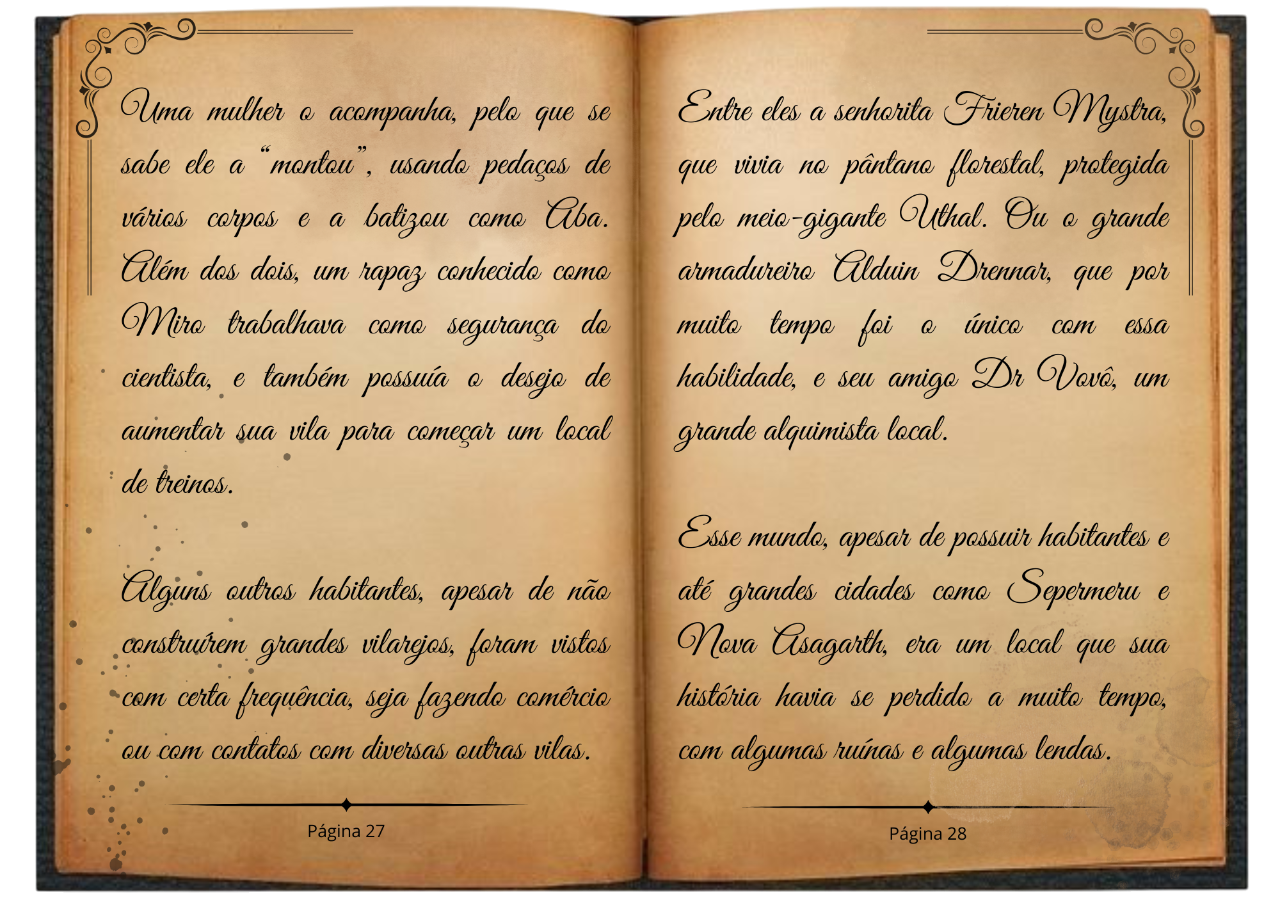 Uma mulher o acompanha, pelo que se
sabe ele a “montou”, usando pedaços de
vários corpos e a batizou como Aba.
Além dos dois, um rapaz conhecido como
Miro trabalhava como segurança do
cientista, e também possuía o desejo de
aumentar sua vila para começar um local
de treinos.
Alguns outros habitantes, apesar de não
construírem grandes vilarejos, foram vistos
com certa frequência, seja fazendo comércio
ou com contatos com diversas outras vilas.
Página 27
Entre eles a senhorita Frieren Mystra,
que vivia no pântano florestal, protegida
pelo meio-gigante Uthal. Ou o grande
armadureiro Alduin Drennar, que por
muito tempo foi o único com essa
habilidade, e seu amigo Dr Vovô, um
grande alquimista local.
Esse mundo, apesar de possuir habitantes e
até grandes cidades como Sepermeru e
Nova Asagarth, era um local que sua
história havia se perdido a muito tempo,
com algumas ruínas e algumas lendas.
Página 28